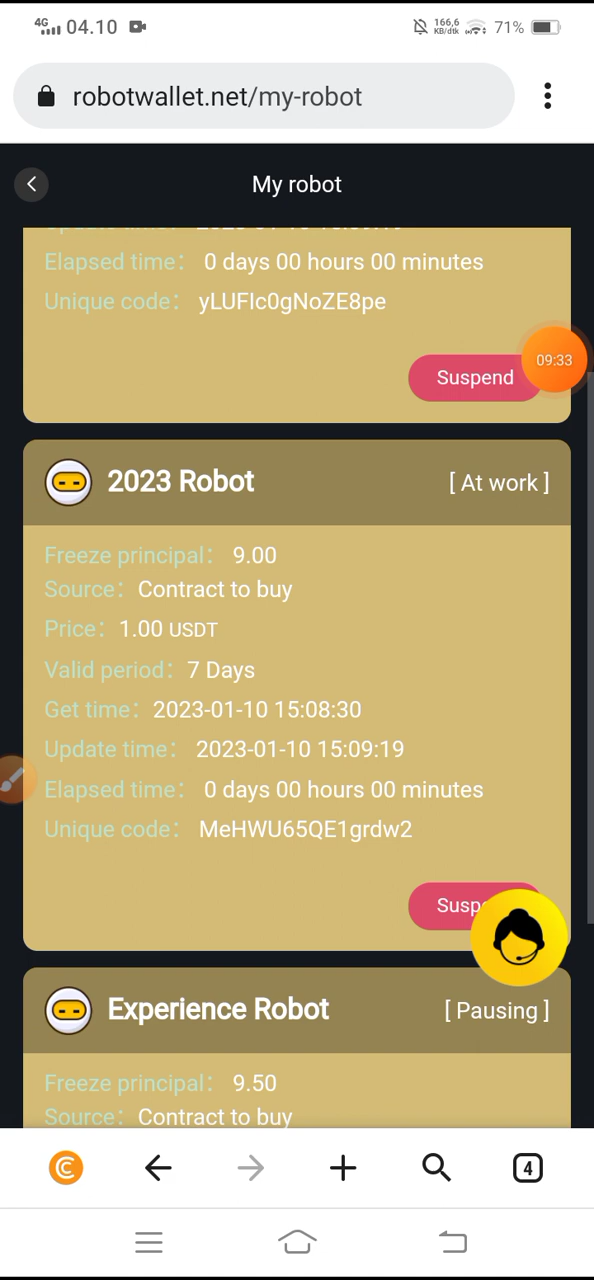 4G 04.10 166,6 KB/dtk 71%
robotwallet.net/my-robot
My robot
Elapsed time: 0 days 00 hours 00 minutes
Unique code: yLUFIc0gNoZE8pe
Suspend
09:33
2023 Robot [ At work ]
Freeze principal: 9.00
Source: Contract to buy
Price: 1.00 USDT
Valid period: 7 Days
Get time: 2023-01-10 15:08:30
Update time: 2023-01-10 15:09:19
Elapsed time: 0 days 00 hours 00 minutes
Unique code: MeHWU65QE1grdw2
Experience Robot [ Pausing ]
Freeze principal: 9.50
Source: Contract to buy
4